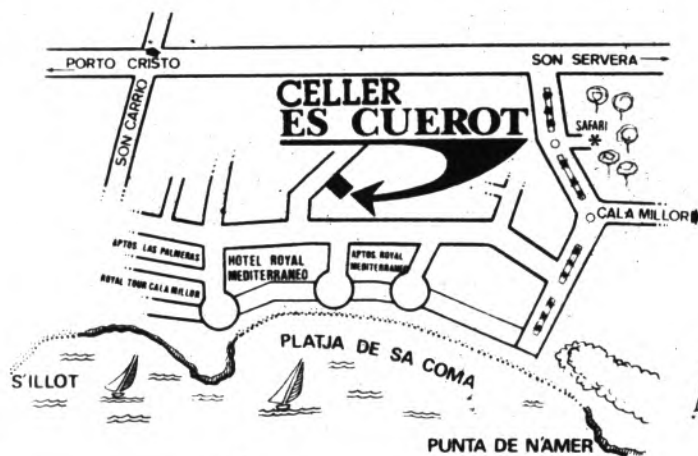 PORTO CRISTO
SON SERVERA
SON CARRIO
CELLER
ES CUEROT
SAFARI
CALA MILLOR
APTOS LAS PALMERAS
HOTEL ROYAL
MEDITERRANEO
APTOS ROYAL
MEDITERRANEO
ROYAL TOUR CALA MILLOR
PLATJA DE SA COMA
S'ILLOT
PUNTA DE N'AMER